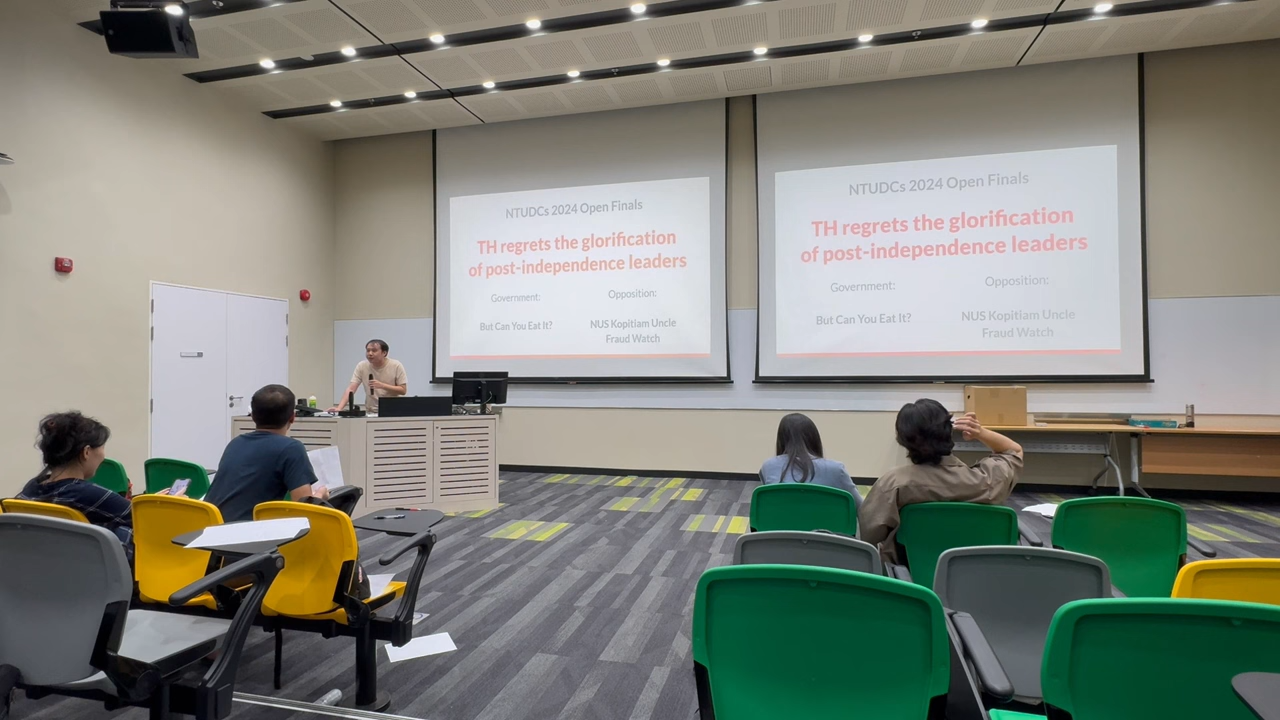 NTUDCs 2024 Open Finals
TH regrets the glorification
of post-independence leaders
Government:
Opposition:
But Can You Eat It?
NUS Kopitiam Uncle
Fraud Watch
NTUDCs 2024 Open Finals
TH regrets the glorification
of post-independence leaders
Government:
Opposition:
But Can You Eat It?
NUS Kopitiam Uncle
Fraud Watch